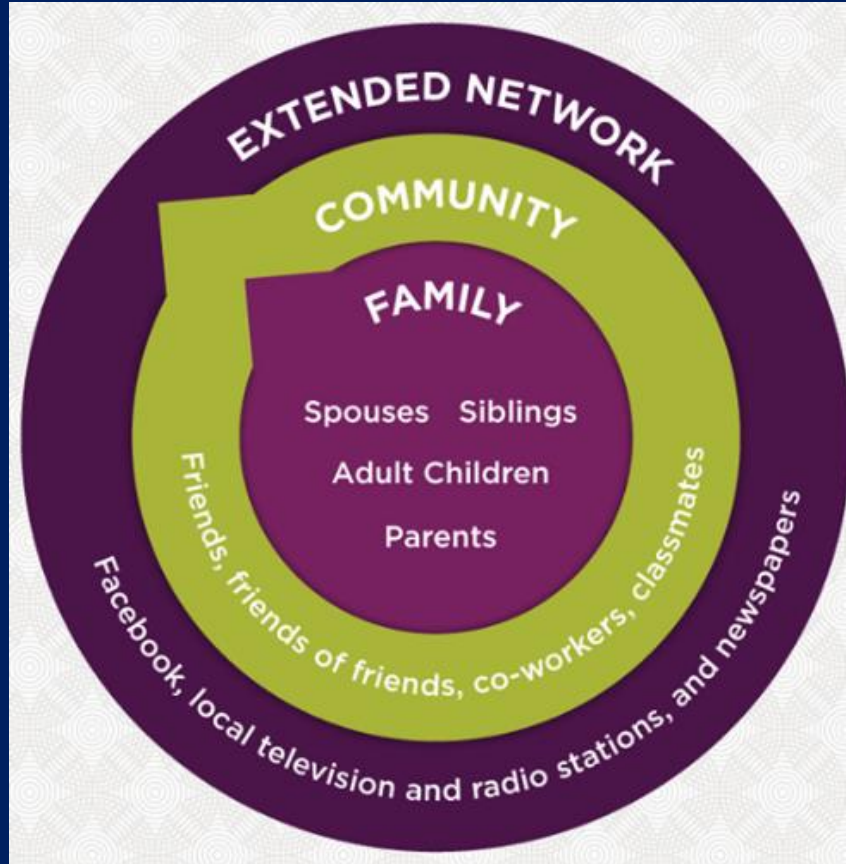 EXTENDED NETWORK
COMMUNITY
FAMILY
Spouses Siblings
Adult Children
Parents
Friends, friends of friends, co-workers, classmates
Facebook, local television and radio stations, and newspapers